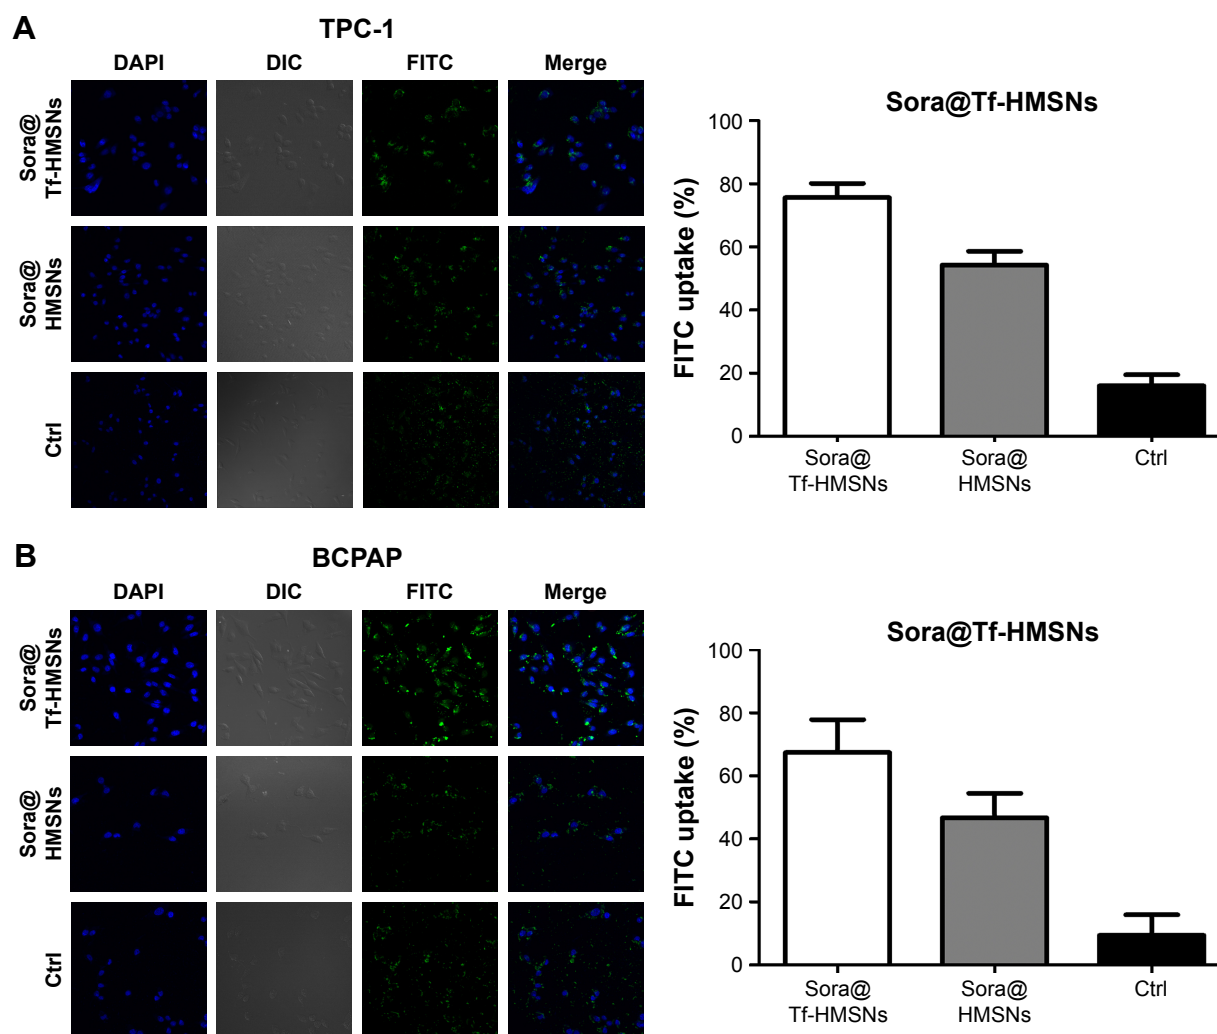 A
TPC-1
DAPI DIC FITC Merge
Sora@
Tf-HMSNs
Sora@
HMSNs
Ctrl
Sora@Tf-HMSNs
FITC uptake (%)
100
80
60
40
20
0
Sora@
Tf-HMSNs
Sora@
HMSNs
Ctrl
B
BCPAP
DAPI DIC FITC Merge
Sora@
Tf-HMSNs
Sora@
HMSNs
Ctrl
Sora@Tf-HMSNs
FITC uptake (%)
100
80
60
40
20
0
Sora@
Tf-HMSNs
Sora@
HMSNs
Ctrl